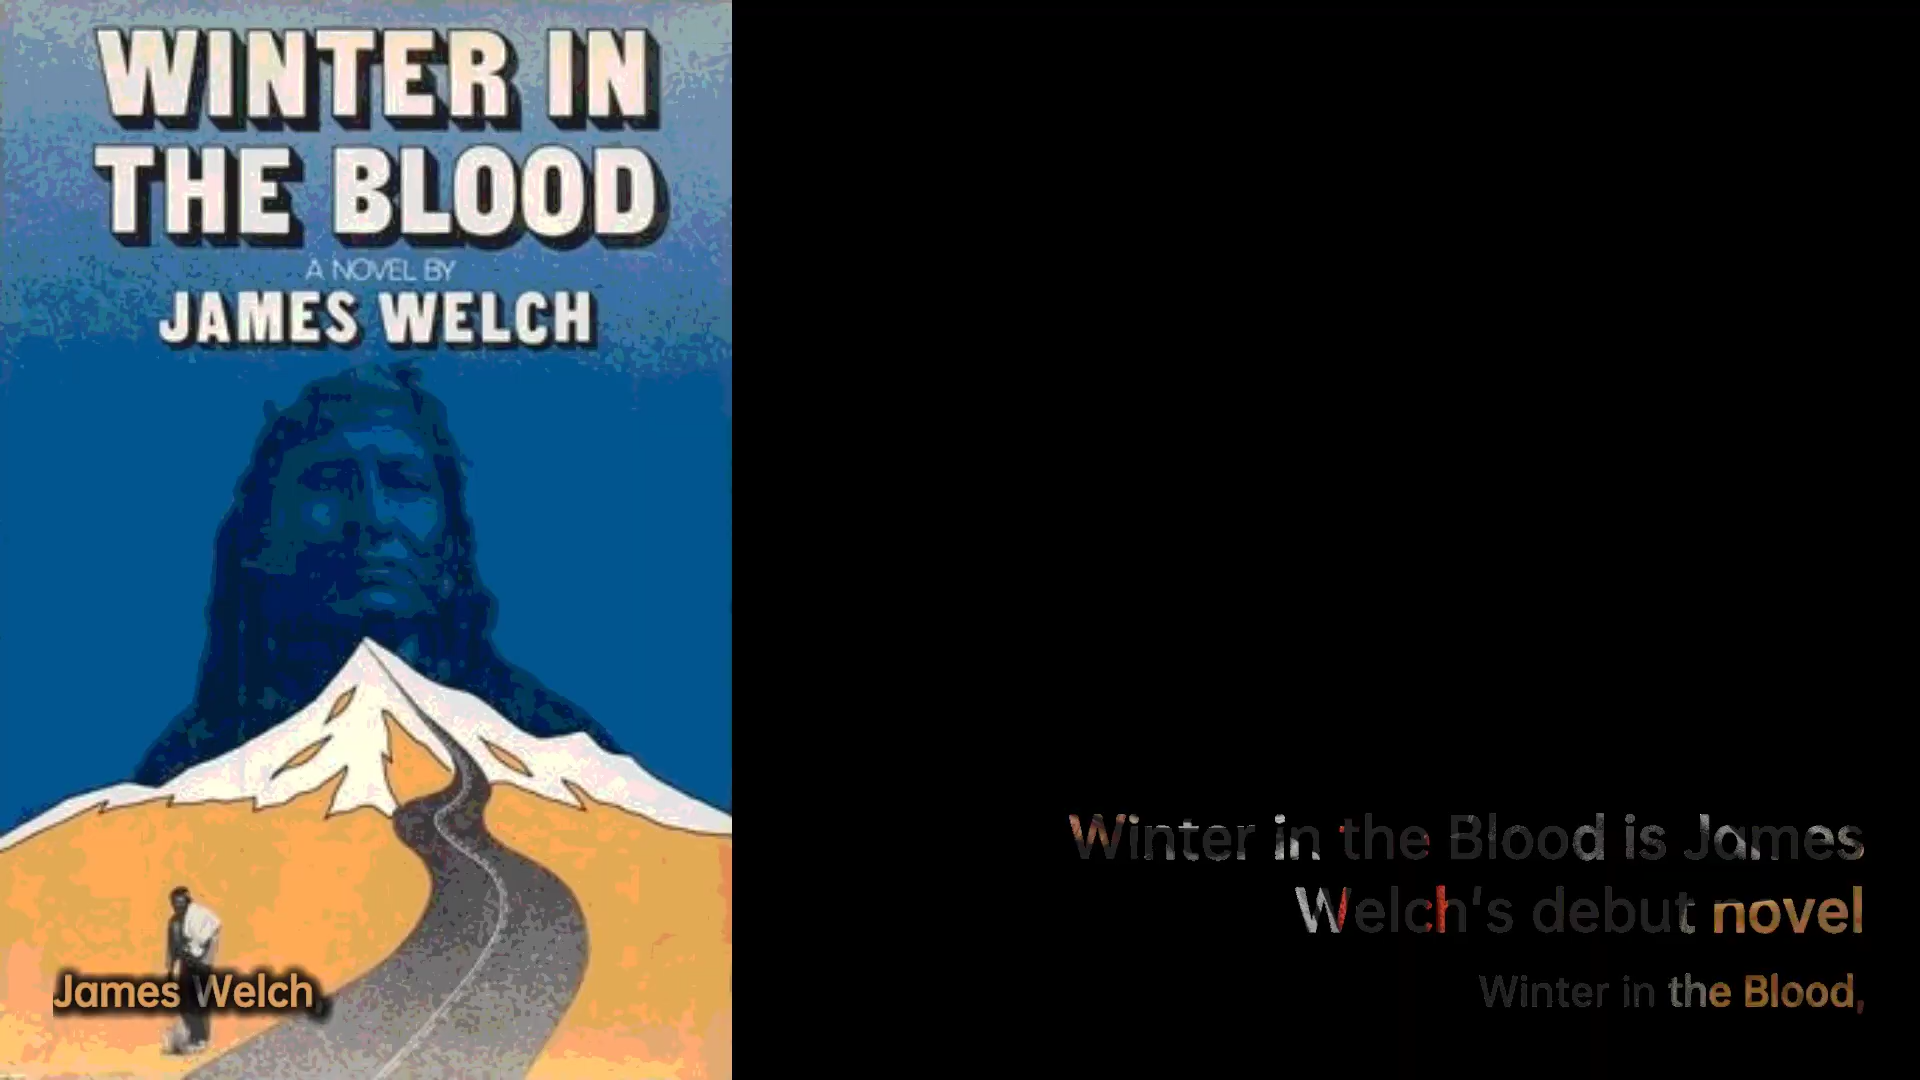 WINTER IN
THE BLOOD
A NOVEL BY
JAMES WELCH
James Welch,
Winter in the Blood is James
Welch's debut novel
Winter in the Blood,